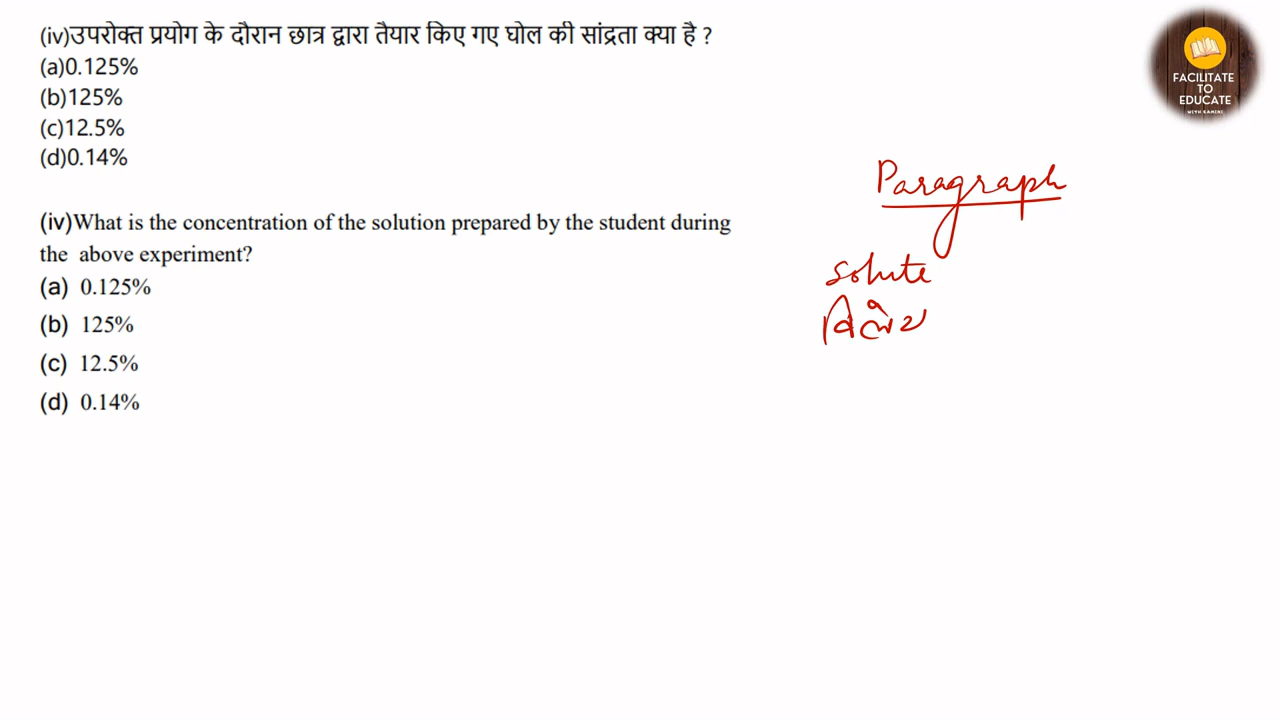 (iv)उपरोक्त प्रयोग के दौरान छात्र द्वारा तैयार किए गए घोल की सांद्रता क्या है ?
(a)0.125%
(b)125%
(c)12.5%
(d)0.14%
(iv)What is the concentration of the solution prepared by the student during
the above experiment?
(a) 0.125%
(b) 125%
(c) 12.5%
(d) 0.14%
Paragraph
Solute
विलेय
FACILITATE
TO
EDUCATE
WITH KAMINI